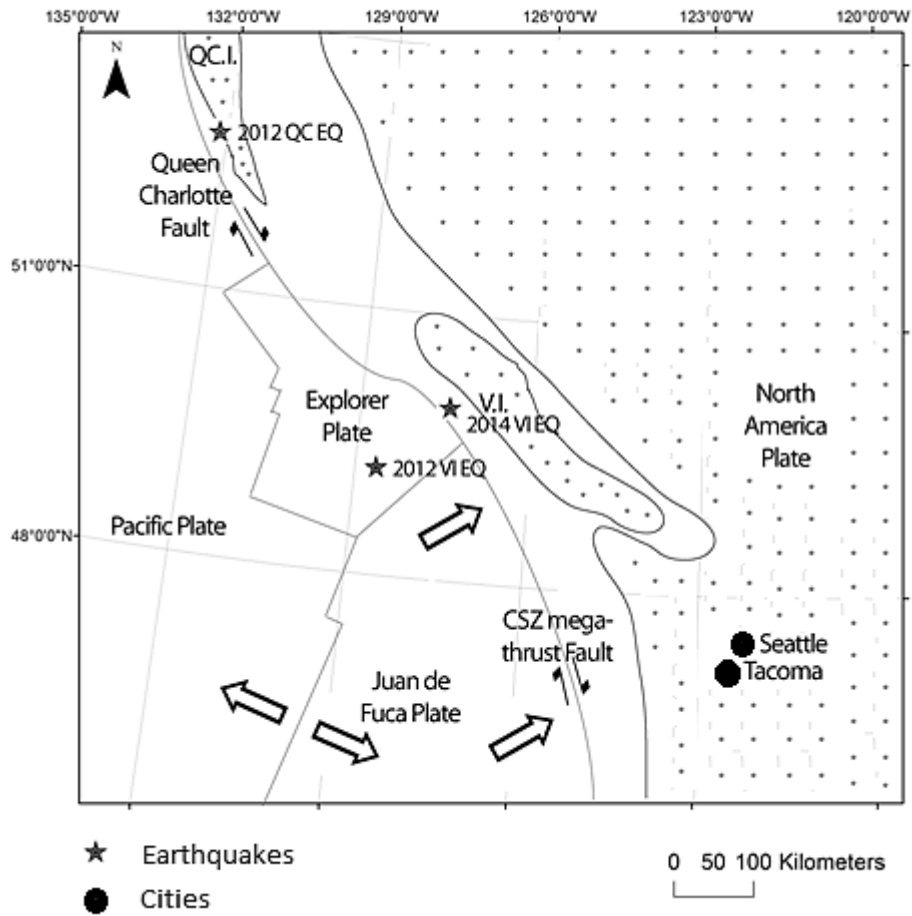 135°0'0"W
132°0'0"W
129°0'0"W
126°0'0"W
123°0'0"W
120°0'0"W
N
QC.I.
2012 QC EQ
Queen
Charlotte
Fault
51°0'0"N
Explorer
Plate
V.I.
2014 VI EQ
2012 VI EQ
North
America
Plate
Pacific Plate
48°0'0"N
CSZ mega-
thrust Fault
Seattle
Tacoma
Juan de
Fuca Plate
Earthquakes
Cities
0 50 100 Kilometers